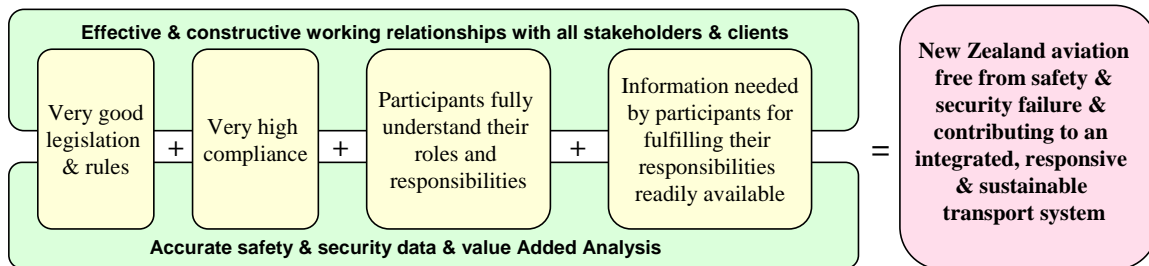 Effective & constructive working relationships with all stakeholders & clients
Very good
legislation
& rules
+
Very high
compliance
+
Participants fully
understand their
roles and
responsibilities
+
Information needed
by participants for
fulfilling their
responsibilities
readily available
=
New Zealand aviation
free from safety &
security failure &
contributing to an
integrated, responsive
& sustainable
transport system
Accurate safety & security data & value Added Analysis